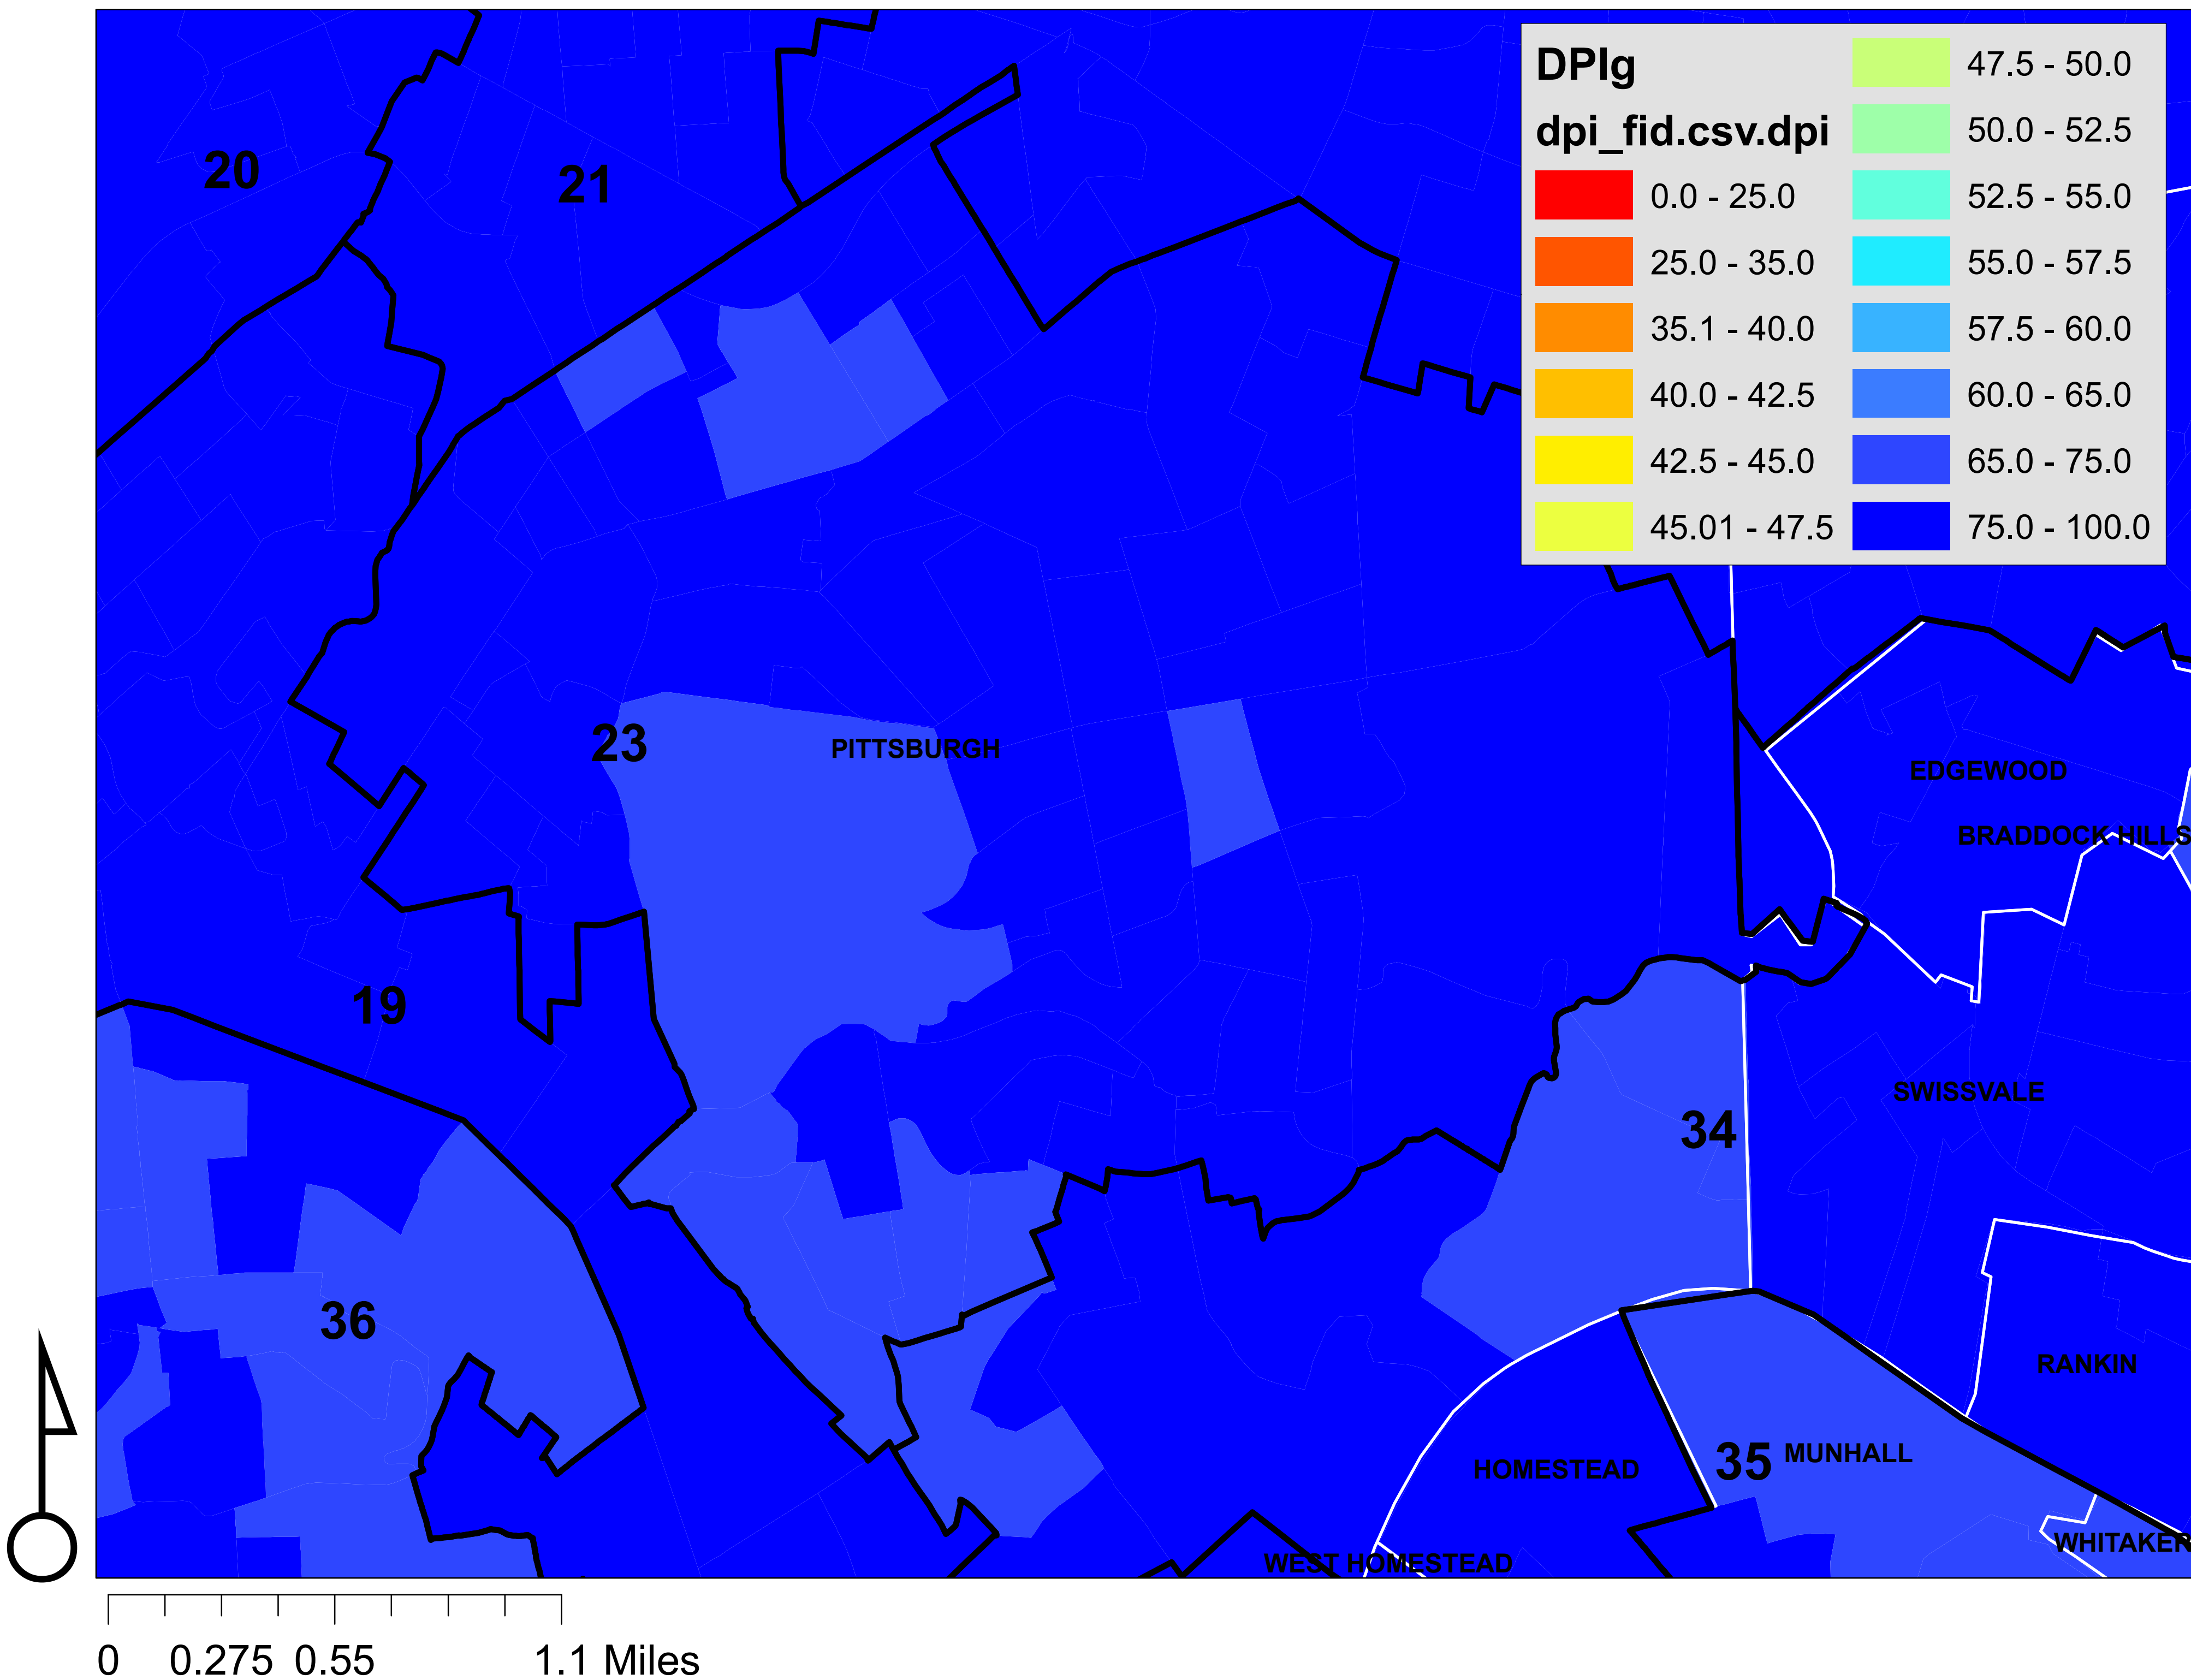 DPIg
dpi_fid.csv.dpi
0.0 - 25.0
25.0 - 35.0
35.1 - 40.0
40.0 - 42.5
42.5 - 45.0
45.01 - 47.5
47.5 - 50.0
50.0 - 52.5
52.5 - 55.0
55.0 - 57.5
57.5 - 60.0
60.0 - 65.0
65.0 - 75.0
75.0 - 100.0
20
21
23
PITTSBURGH
EDGEWOOD
BRADDOCK HILLS
19
SWISSVALE
34
36
RANKIN
HOMESTEAD
35 MUNHALL
WHITAKER
WEST HOMESTEAD
0 0.275 0.55 1.1 Miles